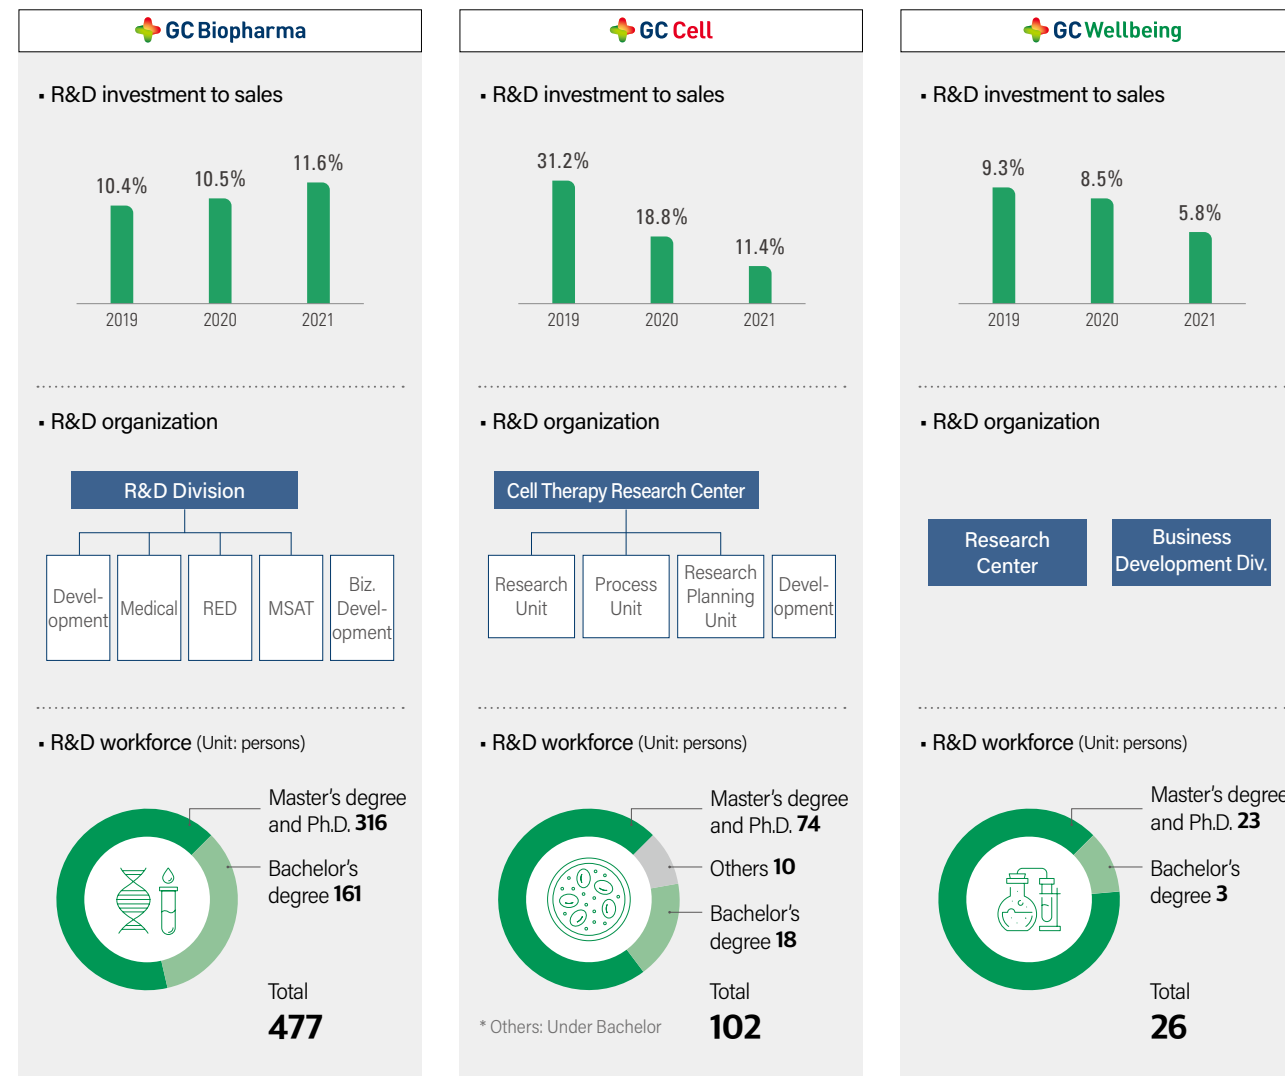 GC Biopharma
▪ R&D investment to sales
10.4%
10.5%
11.6%
2019
2020
2021
▪ R&D organization
R&D Division
Devel-
opment
Medical
RED
MSAT
Biz.
Devel-
opment
▪ R&D workforce (Unit: persons)
Master's degree
and Ph.D. 316
Bachelor's
degree 161
Total
477
GC Cell
▪ R&D investment to sales
31.2%
18.8%
11.4%
2019
2020
2021
▪ R&D organization
Cell Therapy Research Center
Research
Unit
Process
Unit
Research
Planning
Unit
Devel-
opment
▪ R&D workforce (Unit: persons)
Master's degree
and Ph.D. 74
Others 10
Bachelor's
degree 18
Total
102
* Others: Under Bachelor
GC Wellbeing
▪ R&D investment to sales
9.3%
8.5%
5.8%
2019
2020
2021
▪ R&D organization
Research
Center
Business
Development Div.
▪ R&D workforce (Unit: persons)
Master's degree
and Ph.D. 23
Bachelor's
degree 3
Total
26